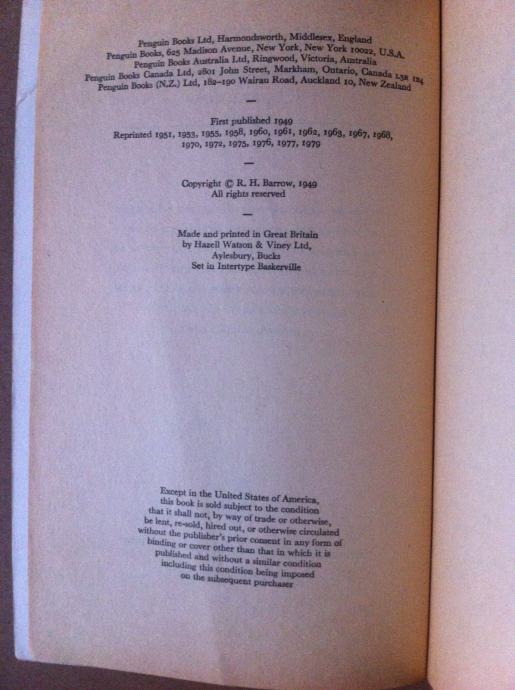 Penguin Books Ltd, Harmondsworth, Middlesex, England
Penguin Books, 625 Madison Avenue, New York, New York 10022, U.S.A.
Penguin Books Australia Ltd, Ringwood, Victoria, Australia
Penguin Books Canada Ltd, 2801 John Street, Markham, Ontario, Canada L3R 1B4
Penguin Books (N.Z.) Ltd, 182–190 Wairau Road, Auckland 10, New Zealand
—
First published 1949
Reprinted 1951, 1953, 1955, 1958, 1960, 1961, 1962, 1963, 1967, 1968,
1970, 1972, 1975, 1976, 1977, 1979
—
Copyright © R. H. Barrow, 1949
All rights reserved
—
Made and printed in Great Britain
by Hazell Watson & Viney Ltd,
Aylesbury, Bucks
Set in Intertype Baskerville
Except in the United States of America,
this book is sold subject to the condition
that it shall not, by way of trade or otherwise,
be lent, re-sold, hired out, or otherwise circulated
without the publisher's prior consent in any form of
binding or cover other than that in which it is
published and without a similar condition
including this condition being imposed
on the subsequent purchaser